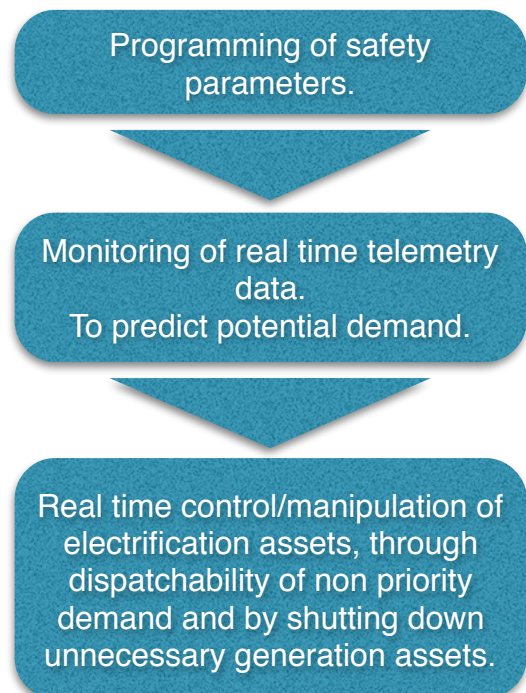 Programming of safety
parameters.
Monitoring of real time telemetry
data.
To predict potential demand.
Real time control/manipulation of
electrification assets, through
dispatchability of non priority
demand and by shutting down
unnecessary generation assets.